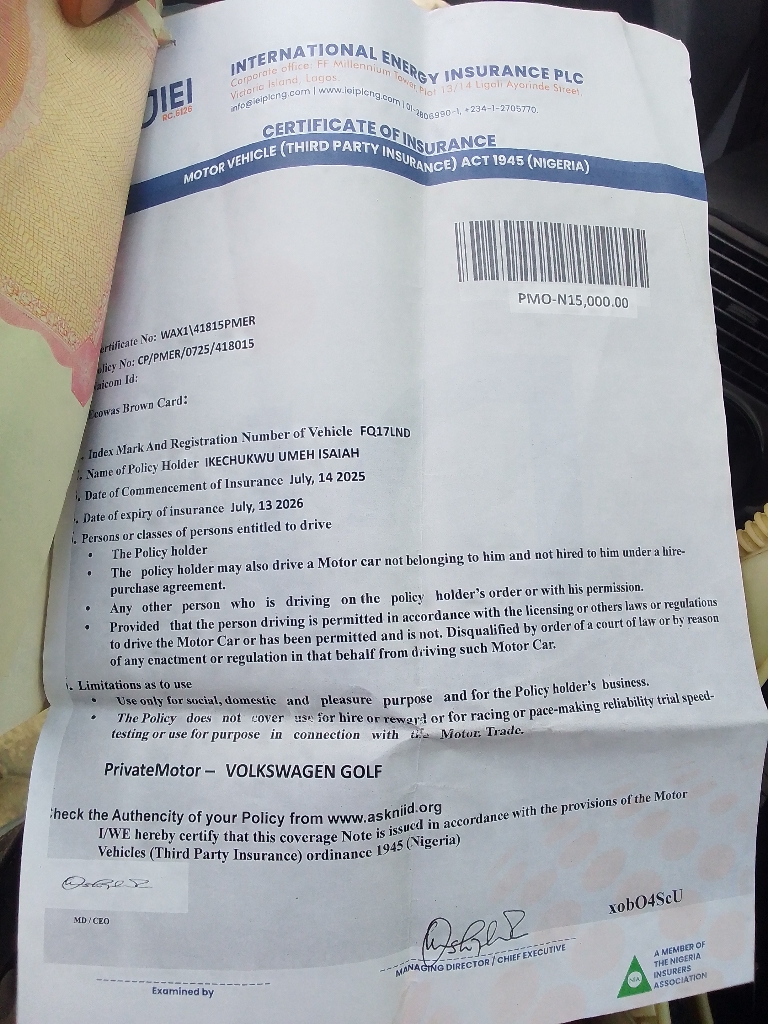 IEI
RC.6126
INTERNATIONAL ENERGY INSURANCE PLC
Corporate office: FF Millennium Tower, Plot 13/14 Ligali Ayorinde Street,
Victoria Island, Lagos.
info@ieiplcng.com | www.ieiplcng.com | 01-2806990-1, +234-1-2705770.
CERTIFICATE OF INSURANCE
MOTOR VEHICLE (THIRD PARTY INSURANCE) ACT 1945 (NIGERIA)
PMO-N15,000.00
ertificate No: WAX1\41815PMER
licy No: CP/PMER/0725/418015
aicom Id:
cowas Brown Card:
. Index Mark And Registration Number of Vehicle FQ17LND
. Name of Policy Holder IKECHUKWU UMEH ISAIAH
. Date of Commencement of Insurance July, 14 2025
. Date of expiry of insurance July, 13 2026
. Persons or classes of persons entitled to drive
• The Policy holder
• The policy holder may also drive a Motor car not belonging to him and not hired to him under a hire-
purchase agreement.
• Any other person who is driving on the policy holder's order or with his permission.
• Provided that the person driving is permitted in accordance with the licensing or others laws or regulations
to drive the Motor Car or has been permitted and is not. Disqualified by order of a court of law or by reason
of any enactment or regulation in that behalf from driving such Motor Car.
. Limitations as to use
• Use only for social, domestic and pleasure purpose and for the Policy holder's business.
• The Policy does not cover use for hire or reward or for racing or pace-making reliability trial speed-
testing or use for purpose in connection with the Motor Trade.
PrivateMotor – VOLKSWAGEN GOLF
heck the Authencity of your Policy from www.askniid.org
I/WE hereby certify that this coverage Note is issued in accordance with the provisions of the Motor
Vehicles (Third Party Insurance) ordinance 1945 (Nigeria)
MD / CEO
xobO4ScU
MANAGING DIRECTOR / CHIEF EXECUTIVE
Examined by
NIA
A MEMBER OF
THE NIGERIA
INSURERS
ASSOCIATION